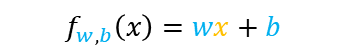 f_{w,b}(x) = wx + b